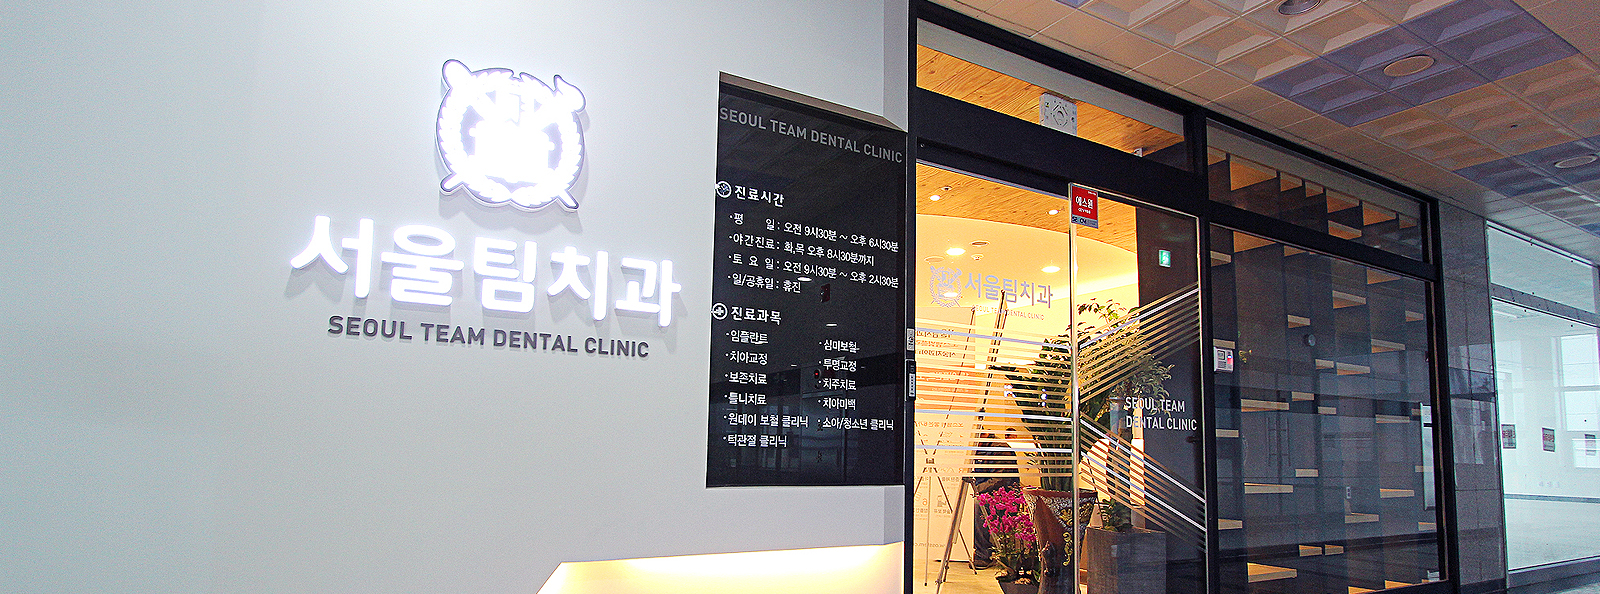 서울팀치과
SEOUL TEAM DENTAL CLINIC
SEOUL TEAM DENTAL CLINIC
진료시간
·평 일 : 오전 9시30분 ~ 오후 6시30분
·야간진료 : 화,목 오후 8시30분까지
·토 요 일 : 오전 9시30분 ~ 오후 2시30분
·일/공휴일 : 휴진
진료과목
·임플란트
·치아교정
·보존치료
·틀니치료
·원데이 보철 클리닉
·턱관절 클리닉
·심미보철
·투명교정
·치주치료
·치아미백
·소아/청소년 클리닉
에스원
서울팀치과
SEOUL TEAM DENTAL CLINIC
SEOUL TEAM
DENTAL CLINIC